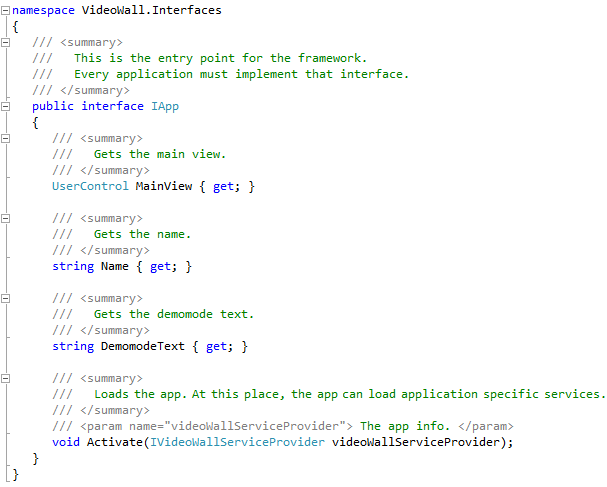 namespace VideoWall.Interfaces
{
/// <summary>
///   This is the entry point for the framework.
///   Every application must implement that interface.
/// </summary>
public interface IApp
{
/// <summary>
///   Gets the main view.
/// </summary>
UserControl MainView { get; }
/// <summary>
///   Gets the name.
/// </summary>
string Name { get; }
/// <summary>
///   Gets the demomode text.
/// </summary>
string DemomodeText { get; }
/// <summary>
///   Loads the app. At this place, the app can load application specific services.
/// </summary>
/// <param name="videoWallServiceProvider"> The app info. </param>
void Activate(IVideoWallServiceProvider videoWallServiceProvider);
}
}